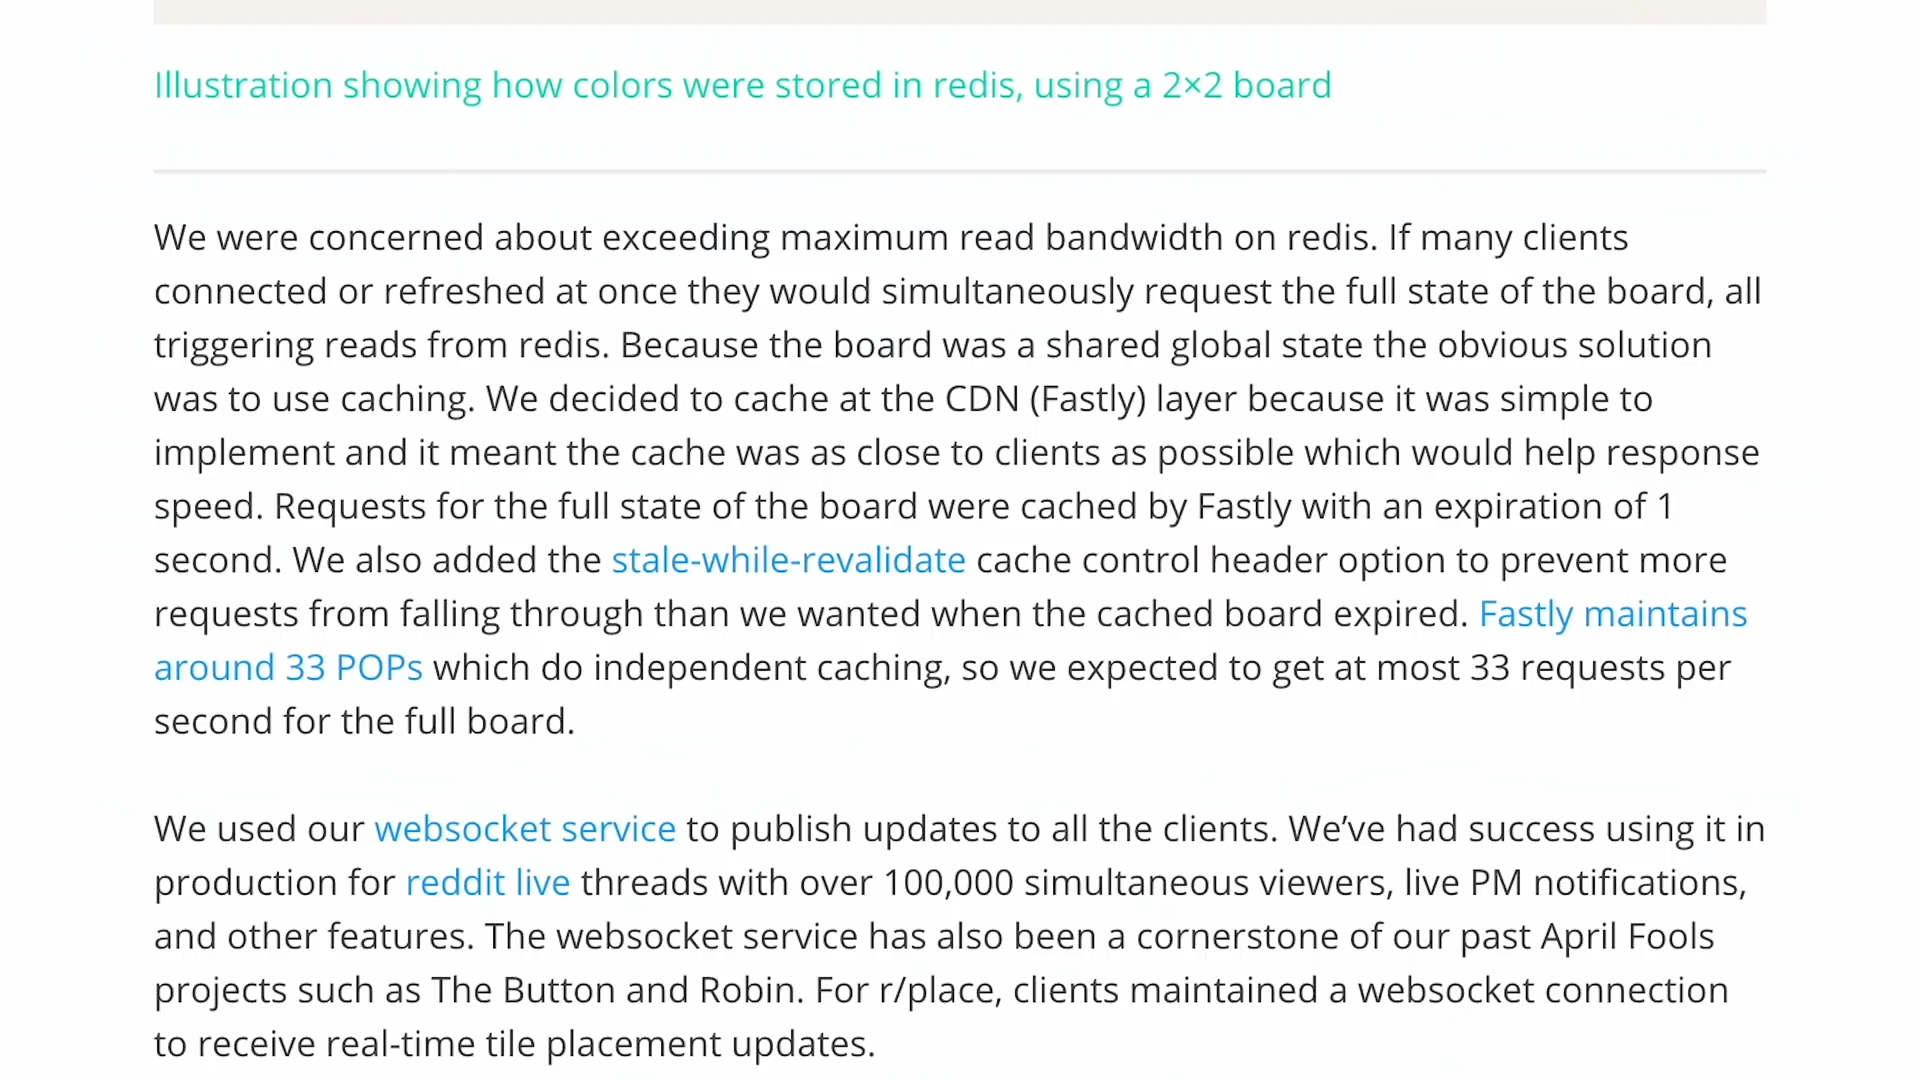 Illustration showing how colors were stored in redis, using a 2×2 board
We were concerned about exceeding maximum read bandwidth on redis. If many clients
connected or refreshed at once they would simultaneously request the full state of the board, all
triggering reads from redis. Because the board was a shared global state the obvious solution
was to use caching. We decided to cache at the CDN (Fastly) layer because it was simple to
implement and it meant the cache was as close to clients as possible which would help response
speed. Requests for the full state of the board were cached by Fastly with an expiration of 1
second. We also added the stale-while-revalidate cache control header option to prevent more
requests from falling through than we wanted when the cached board expired. Fastly maintains
around 33 POPs which do independent caching, so we expected to get at most 33 requests per
second for the full board.
We used our websocket service to publish updates to all the clients. We’ve had success using it in
production for reddit live threads with over 100,000 simultaneous viewers, live PM notifications,
and other features. The websocket service has also been a cornerstone of our past April Fools
projects such as The Button and Robin. For r/place, clients maintained a websocket connection
to receive real-time tile placement updates.